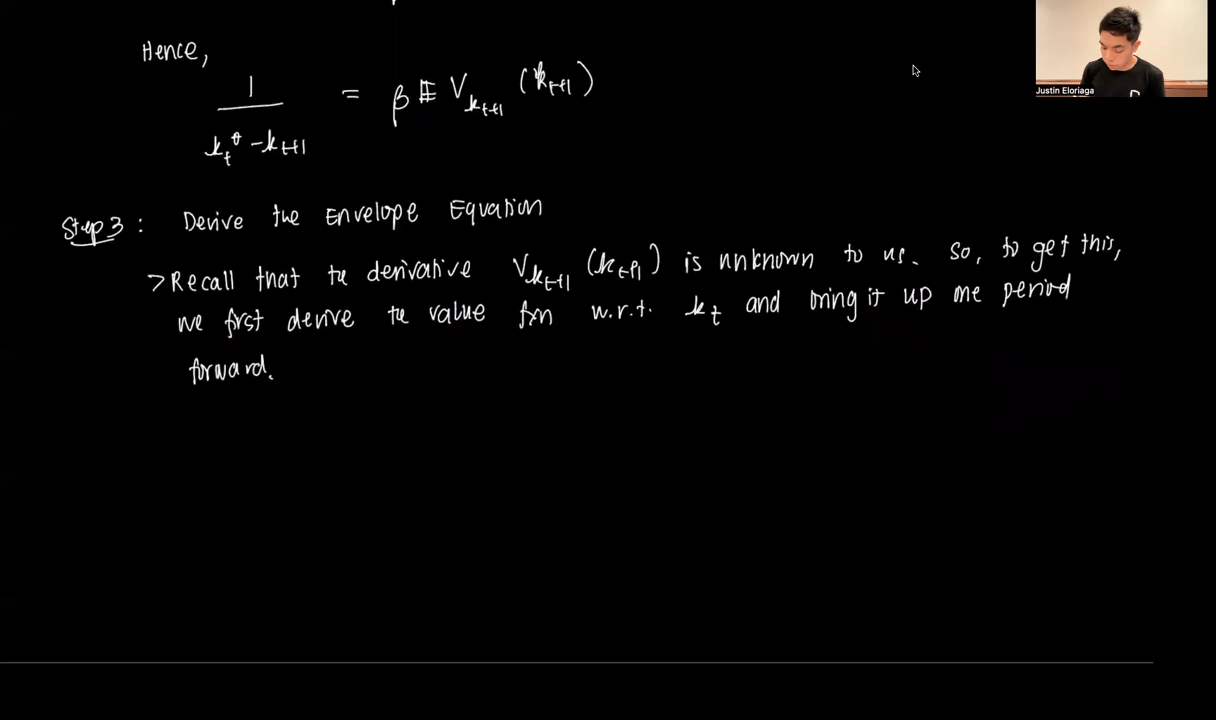 Hence,
1 / (k_t^θ - k_{t+1}) = β 𝔼 V_{k_{t+1}} (k_{t+1})
Justin Eloriaga
Step 3: Derive the Envelope Equation
> Recall that the derivative V_{k_{t+1}} (k_{t+1}) is unknown to us. So, to get this,
we first derive the value fxn w.r.t. k_t and bring it up one period
forward.